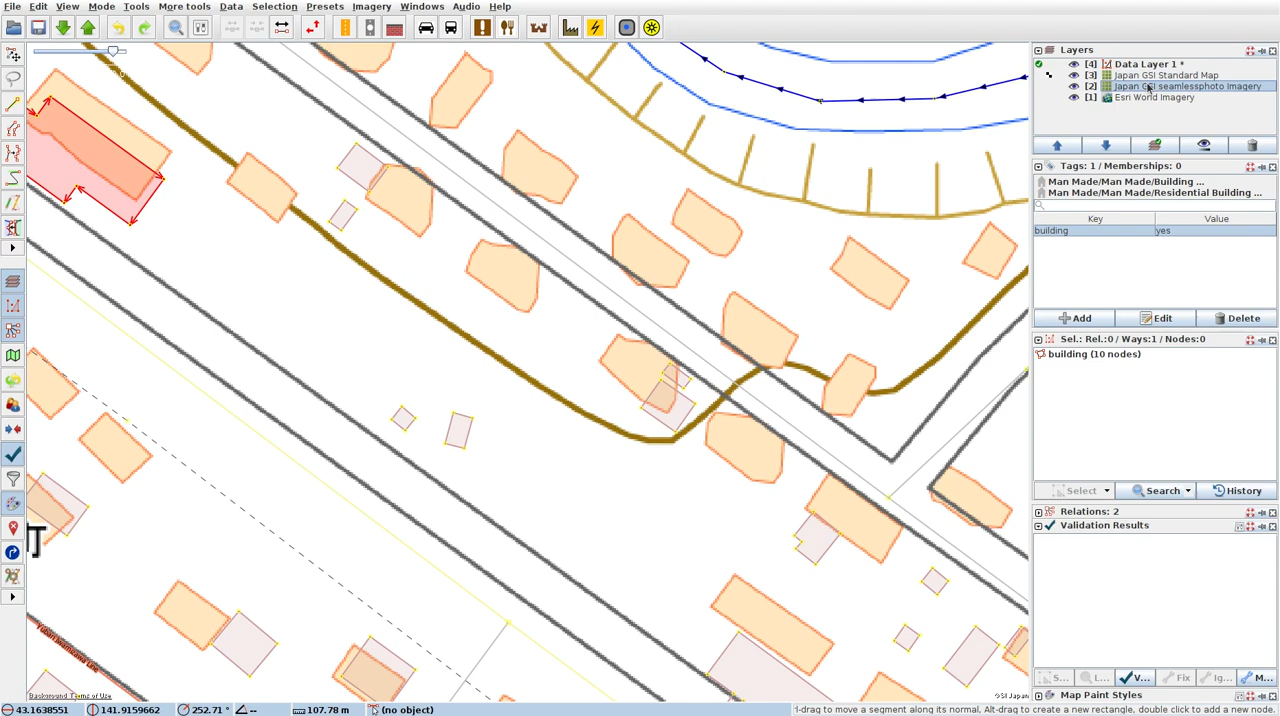 File Edit View Mode Tools More tools Data Selection Presets Imagery Windows Audio Help
Layers
[4] Data Layer 1 *
[3] Japan GSI Standard Map
[2] Japan GSI seamlessphoto Imagery
[1] Esri World Imagery
Tags: 1 / Memberships: 0
Man Made/Man Made/Building ...
Man Made/Man Made/Residential Building ...
Key Value
building yes
Add Edit Delete
Sel.: Rel.:0 / Ways:1 / Nodes:0
building (10 nodes)
Select Search History
Relations: 2
Validation Results
S... L... V... Fix Ig... M...
Map Paint Styles
Background Terms of Use
©GSI Japan
43.1638551 141.9159662 252.71 ° -- 107.78 m (no object)
l-drag to move a segment along its normal, Alt-drag to create a new rectangle, double click to add a new node.